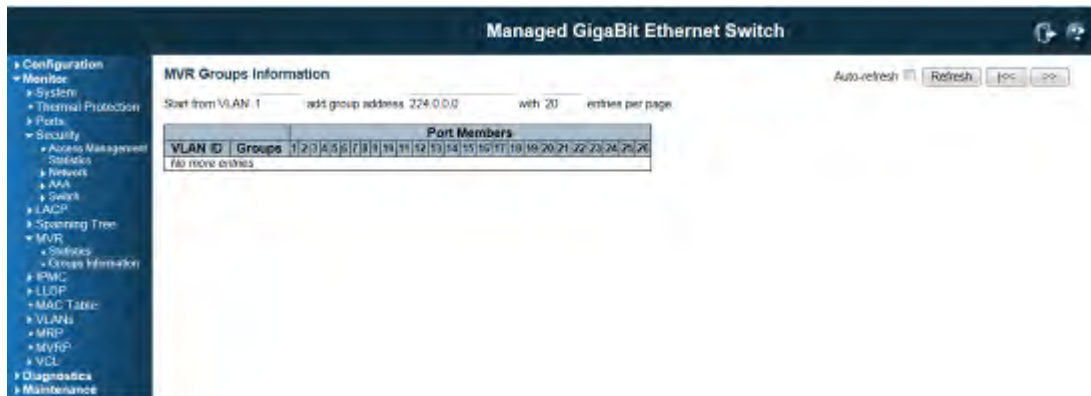 Managed GigaBit Ethernet Switch
Configuration
Monitor
System
Thermal Protection
Ports
Security
Access Management
Statistics
Network
AAA
Switch
LACP
Spanning Tree
MVR
Statistics
Groups Information
IPMC
LLDP
MAC Table
VLANs
MRP
MVRP
VCL
Diagnostics
Maintenance
MVR Groups Information
Auto-refresh Refresh |<< >>
Start from VLAN 1 add group address 224.0.0.0 with 20 entries per page.
Port Members
VLAN ID Groups 1 2 3 4 5 6 7 8 9 10 11 12 13 14 15 16 17 18 19 20 21 22 23 24 25 26
No more entries